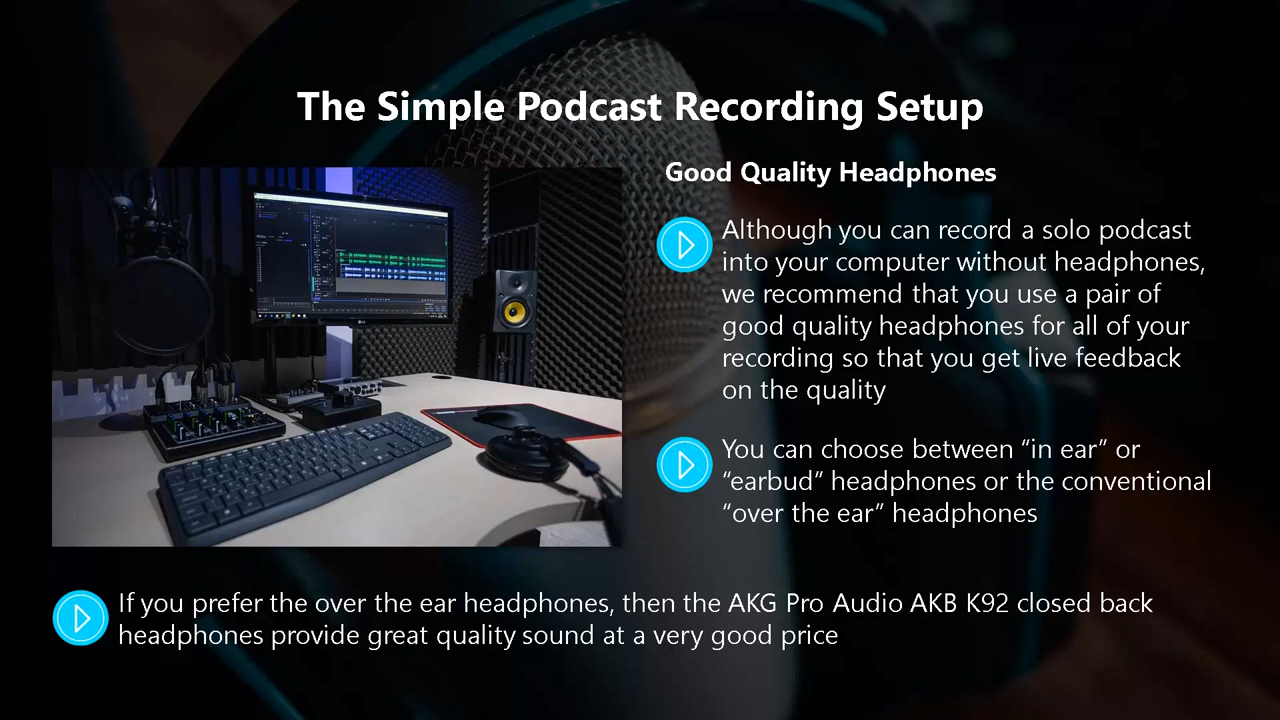 The Simple Podcast Recording Setup
Good Quality Headphones
Although you can record a solo podcast
into your computer without headphones,
we recommend that you use a pair of
good quality headphones for all of your
recording so that you get live feedback
on the quality
You can choose between “in ear” or
“earbud” headphones or the conventional
“over the ear” headphones
If you prefer the over the ear headphones, then the AKG Pro Audio AKB K92 closed back
headphones provide great quality sound at a very good price